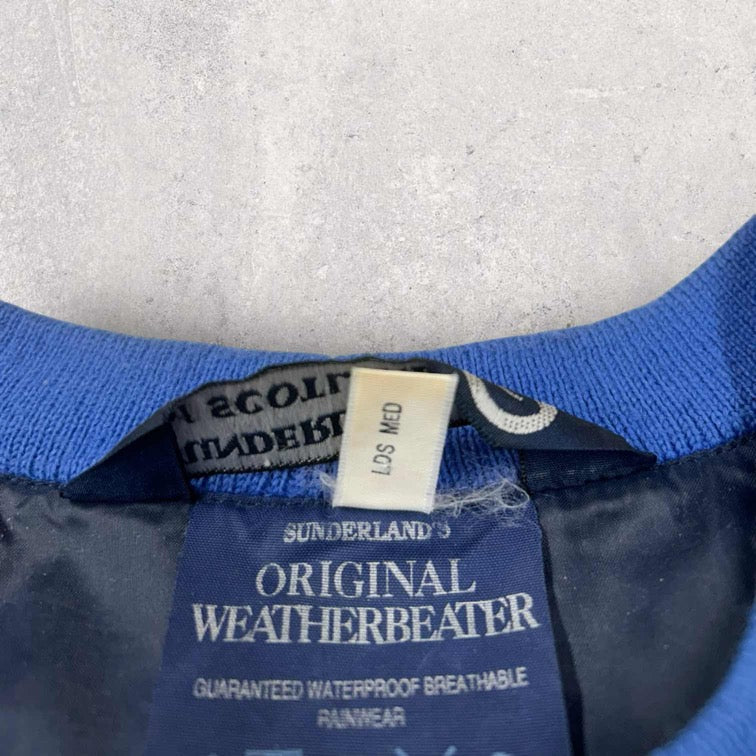 LDS MED
SUNDERLAND'S
ORIGINAL
WEATHERBEATER
GUARANTEED WATERPROOF BREATHABLE
RAINWEAR